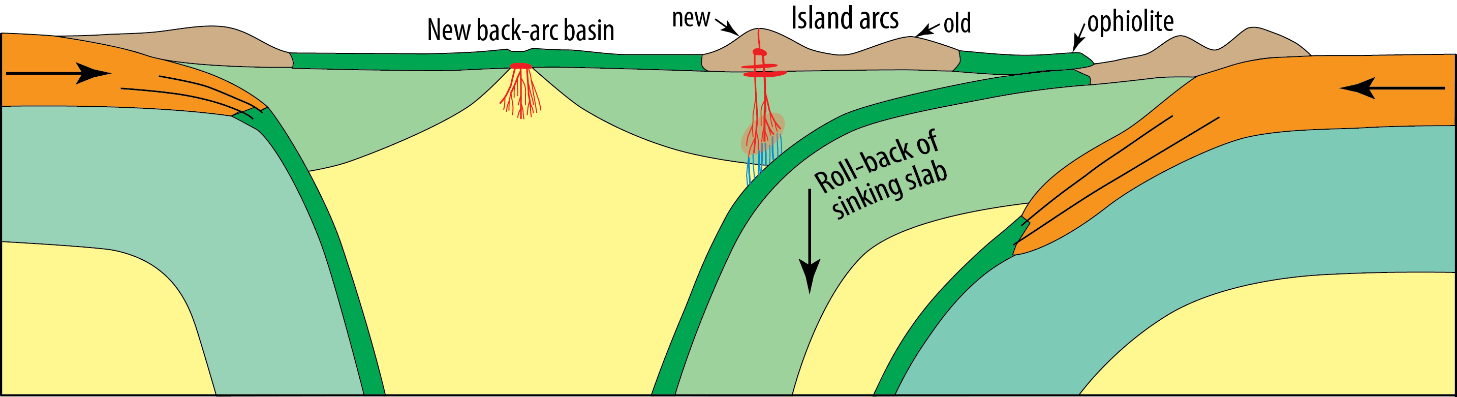 New back-arc basin
new
Island arcs
old
ophiolite
Roll-back of
sinking slab